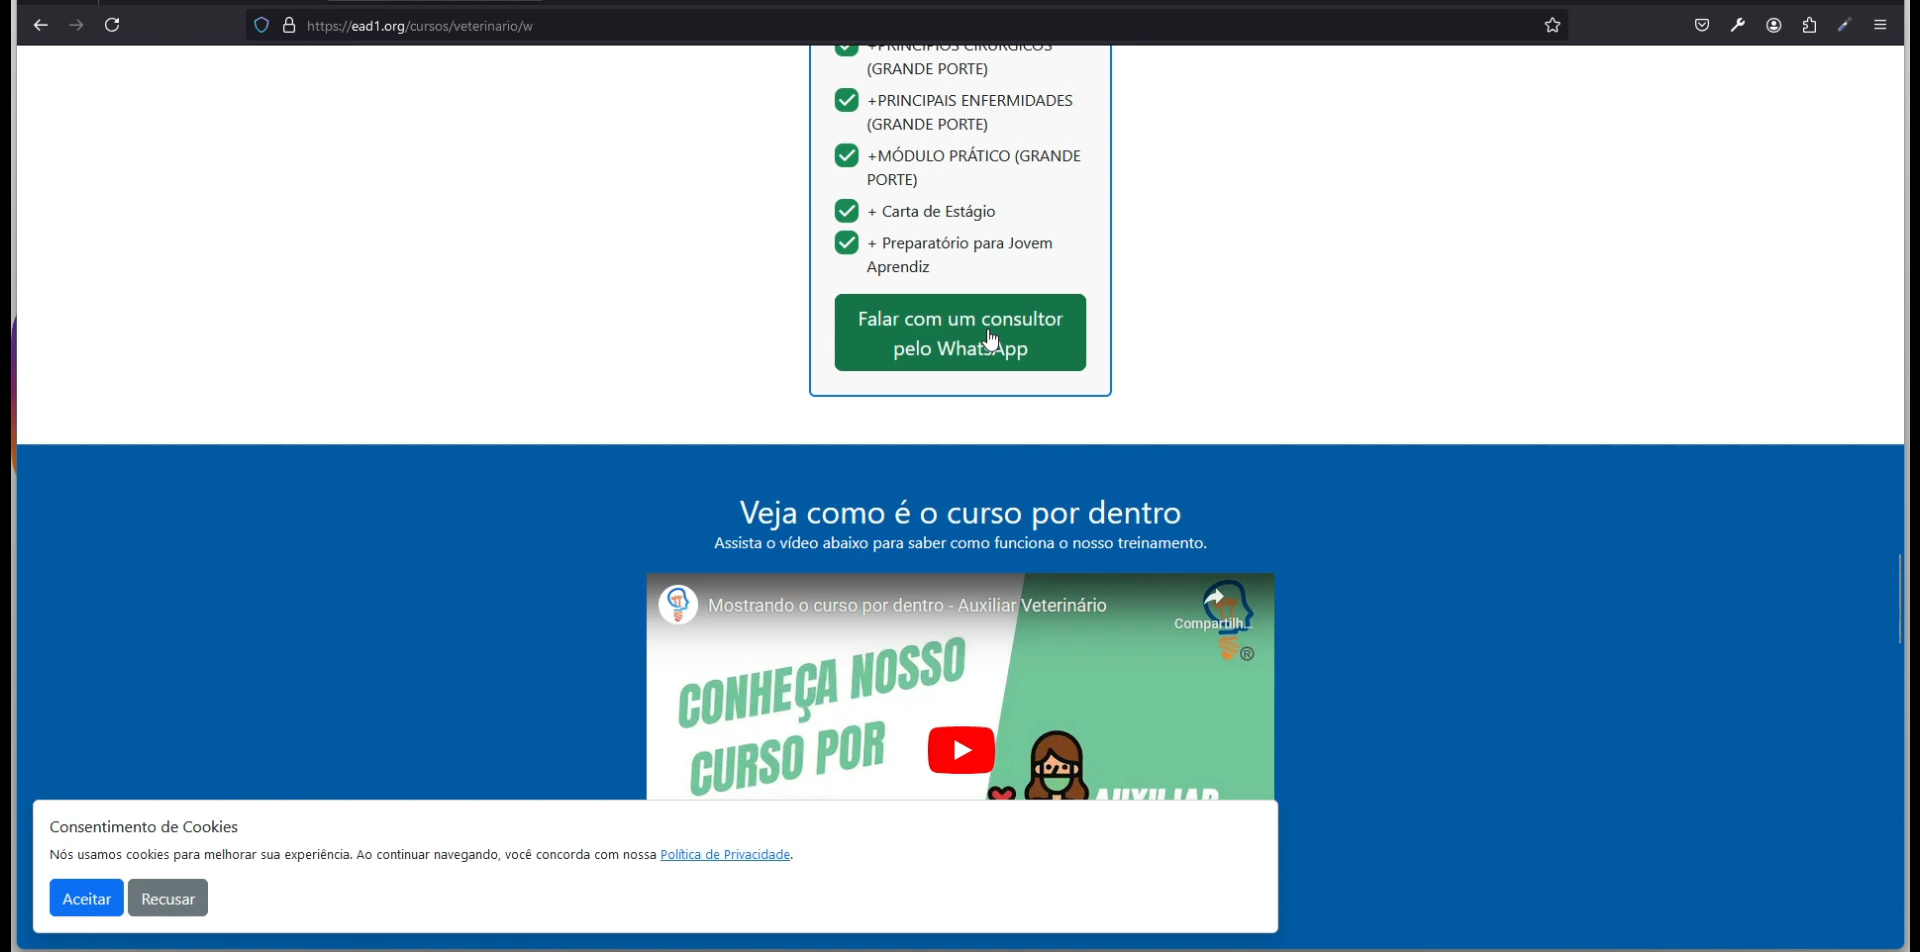 https://ead1.org/cursos/veterinario/w
+PRINCÍPIOS CIRÚRGICOS
(GRANDE PORTE)
+PRINCIPAIS ENFERMIDADES
(GRANDE PORTE)
+MÓDULO PRÁTICO (GRANDE
PORTE)
+ Carta de Estágio
+ Preparatório para Jovem
Aprendiz
Falar com um consultor
pelo WhatsApp
Veja como é o curso por dentro
Assista o vídeo abaixo para saber como funciona o nosso treinamento.
Mostrando o curso por dentro - Auxiliar Veterinário
Compartilh...
®
CONHEÇA NOSSO
CURSO POR
AUXILIAR
Consentimento de Cookies
Nós usamos cookies para melhorar sua experiência. Ao continuar navegando, você concorda com nossa Política de Privacidade.
Aceitar
Recusar